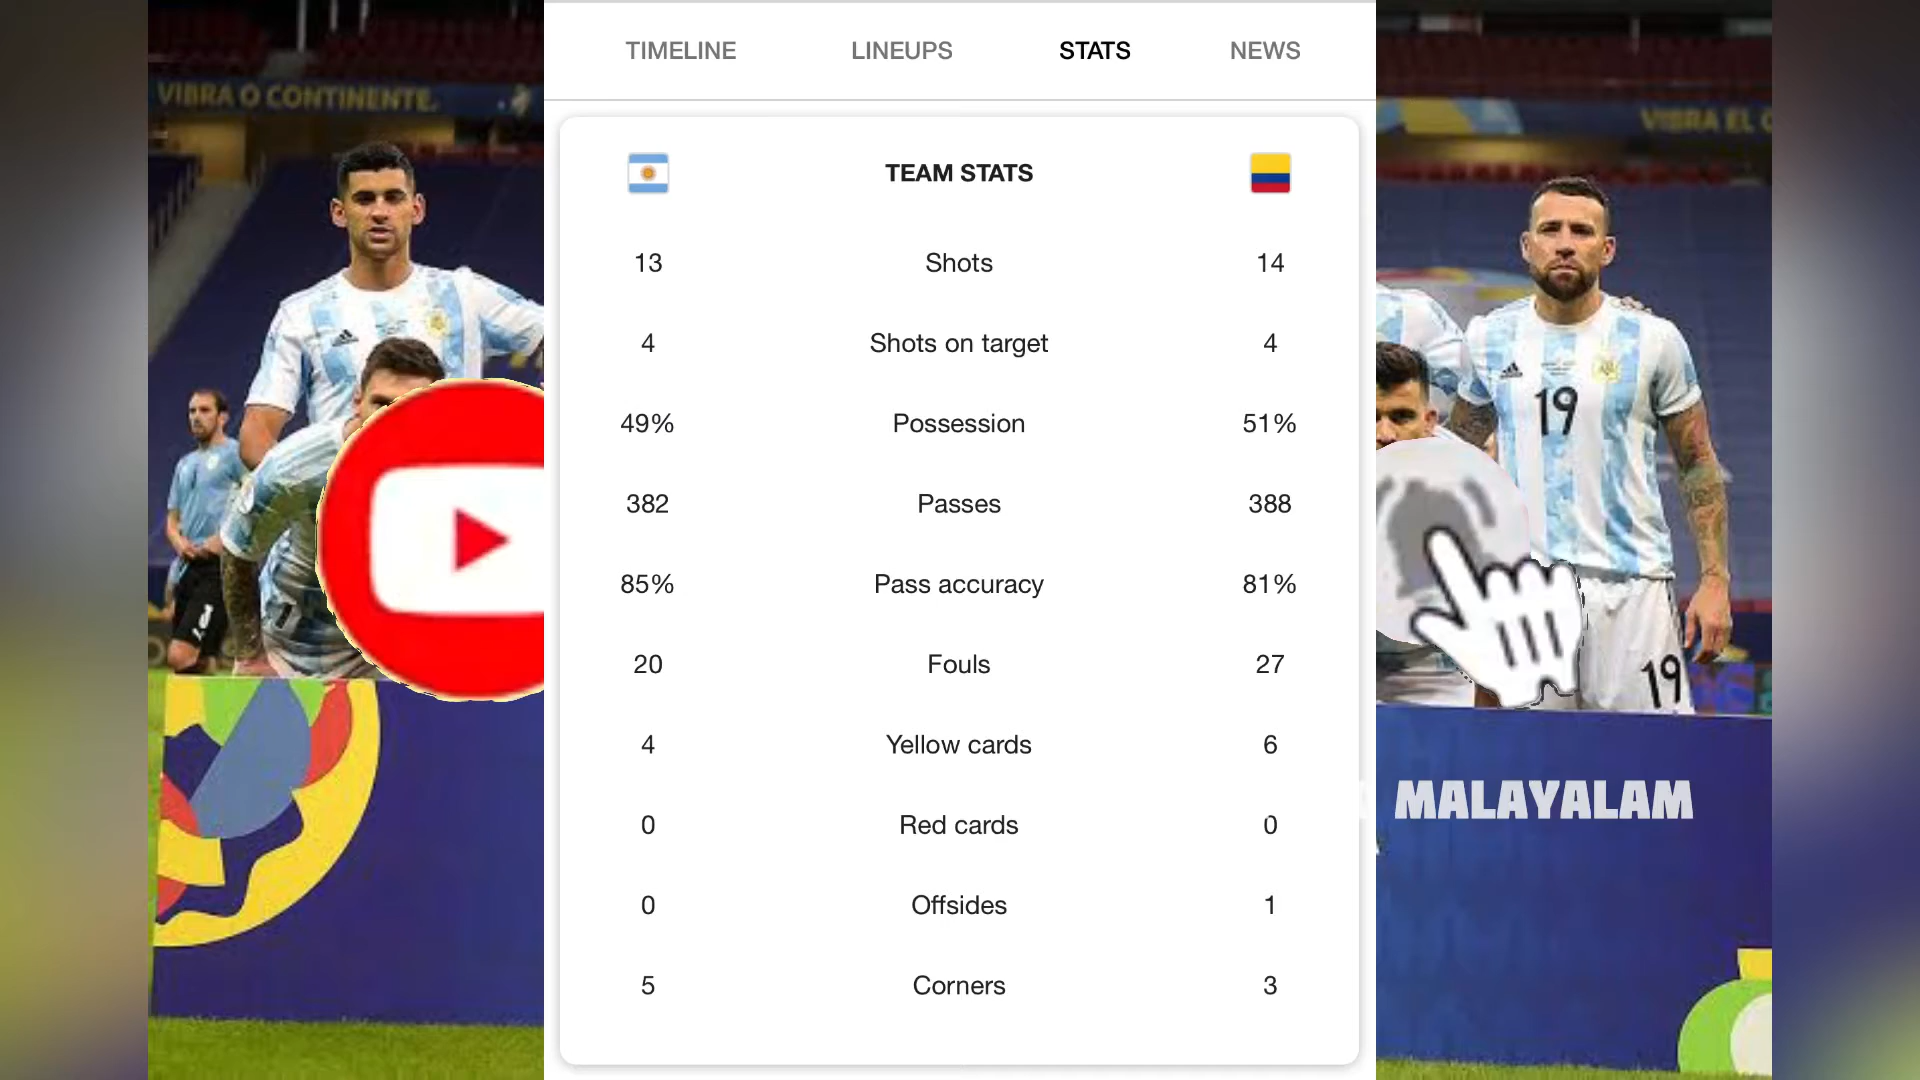 TIMELINE LINEUPS STATS NEWS
VIBRA O CONTINENTE.
VIBRA EL C
TEAM STATS
13 Shots 14
4 Shots on target 4
49% Possession 51%
382 Passes 388
85% Pass accuracy 81%
20 Fouls 27
4 Yellow cards 6
0 Red cards 0
0 Offsides 1
5 Corners 3
19
19
MALAYALAM